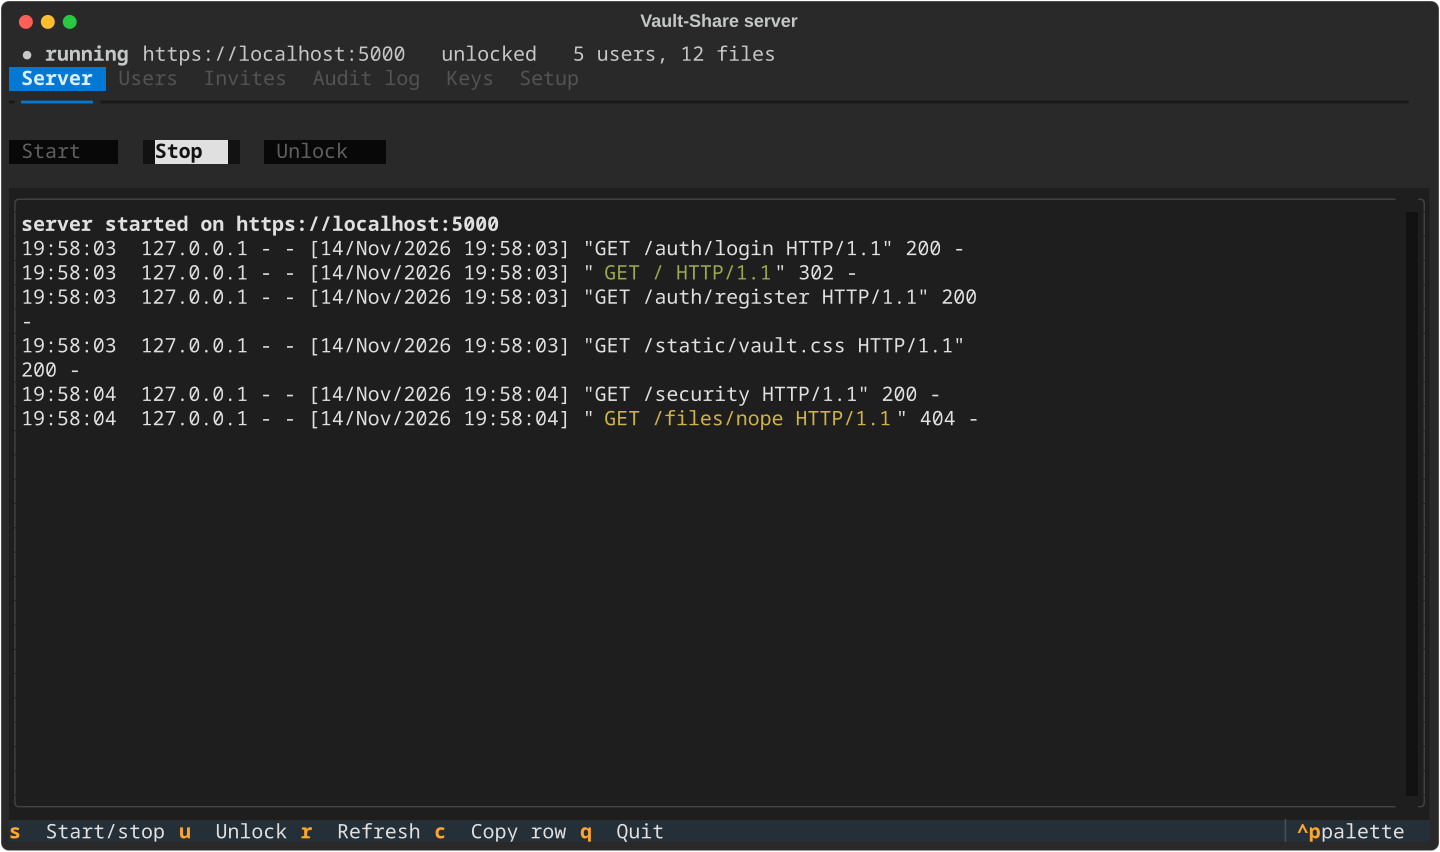 Vault-Share server
● running https://localhost:5000 unlocked 5 users, 12 files
Server Users Invites Audit log Keys Setup
Start Stop Unlock
server started on https://localhost:5000
19:58:03 127.0.0.1 - - [14/Nov/2026 19:58:03] "GET /auth/login HTTP/1.1" 200 -
19:58:03 127.0.0.1 - - [14/Nov/2026 19:58:03] " GET / HTTP/1.1" 302 -
19:58:03 127.0.0.1 - - [14/Nov/2026 19:58:03] "GET /auth/register HTTP/1.1" 200
-
19:58:03 127.0.0.1 - - [14/Nov/2026 19:58:03] "GET /static/vault.css HTTP/1.1"
200 -
19:58:04 127.0.0.1 - - [14/Nov/2026 19:58:04] "GET /security HTTP/1.1" 200 -
19:58:04 127.0.0.1 - - [14/Nov/2026 19:58:04] " GET /files/nope HTTP/1.1 " 404 -
s Start/stop u Unlock r Refresh c Copy row q Quit ^ppalette